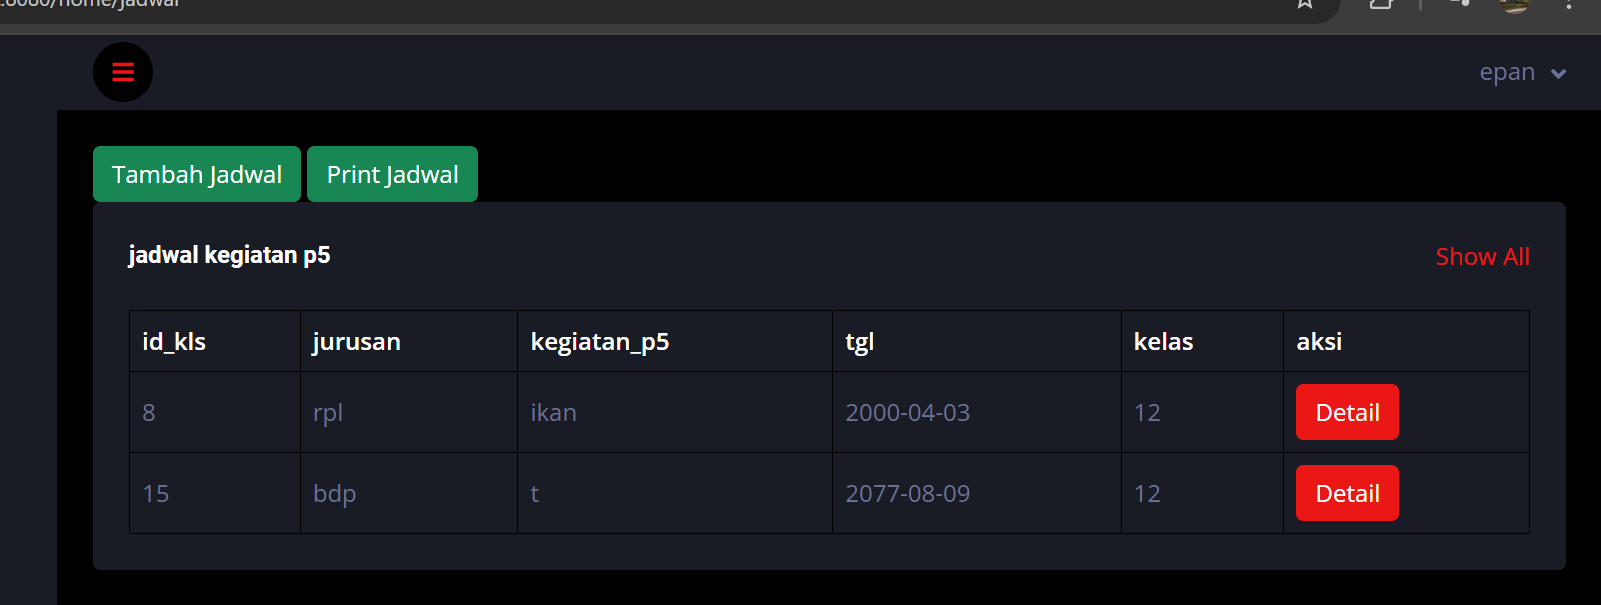 :8080/home/jadwal
epan
Tambah Jadwal Print Jadwal
jadwal kegiatan p5 Show All
id_kls jurusan kegiatan_p5 tgl kelas aksi
8 rpl ikan 2000-04-03 12 Detail
15 bdp t 2077-08-09 12 Detail